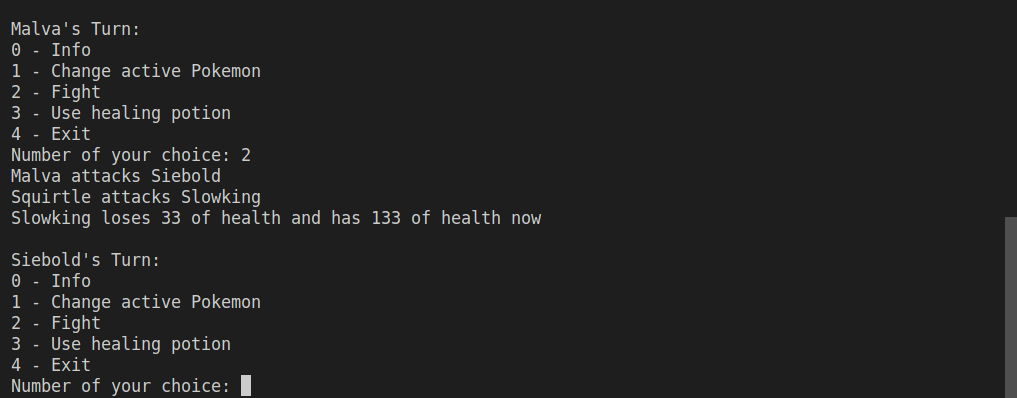 Malva's Turn:
0 - Info
1 - Change active Pokemon
2 - Fight
3 - Use healing potion
4 - Exit
Number of your choice: 2
Malva attacks Siebold
Squirtle attacks Slowking
Slowking loses 33 of health and has 133 of health now

Siebold's Turn:
0 - Info
1 - Change active Pokemon
2 - Fight
3 - Use healing potion
4 - Exit
Number of your choice: